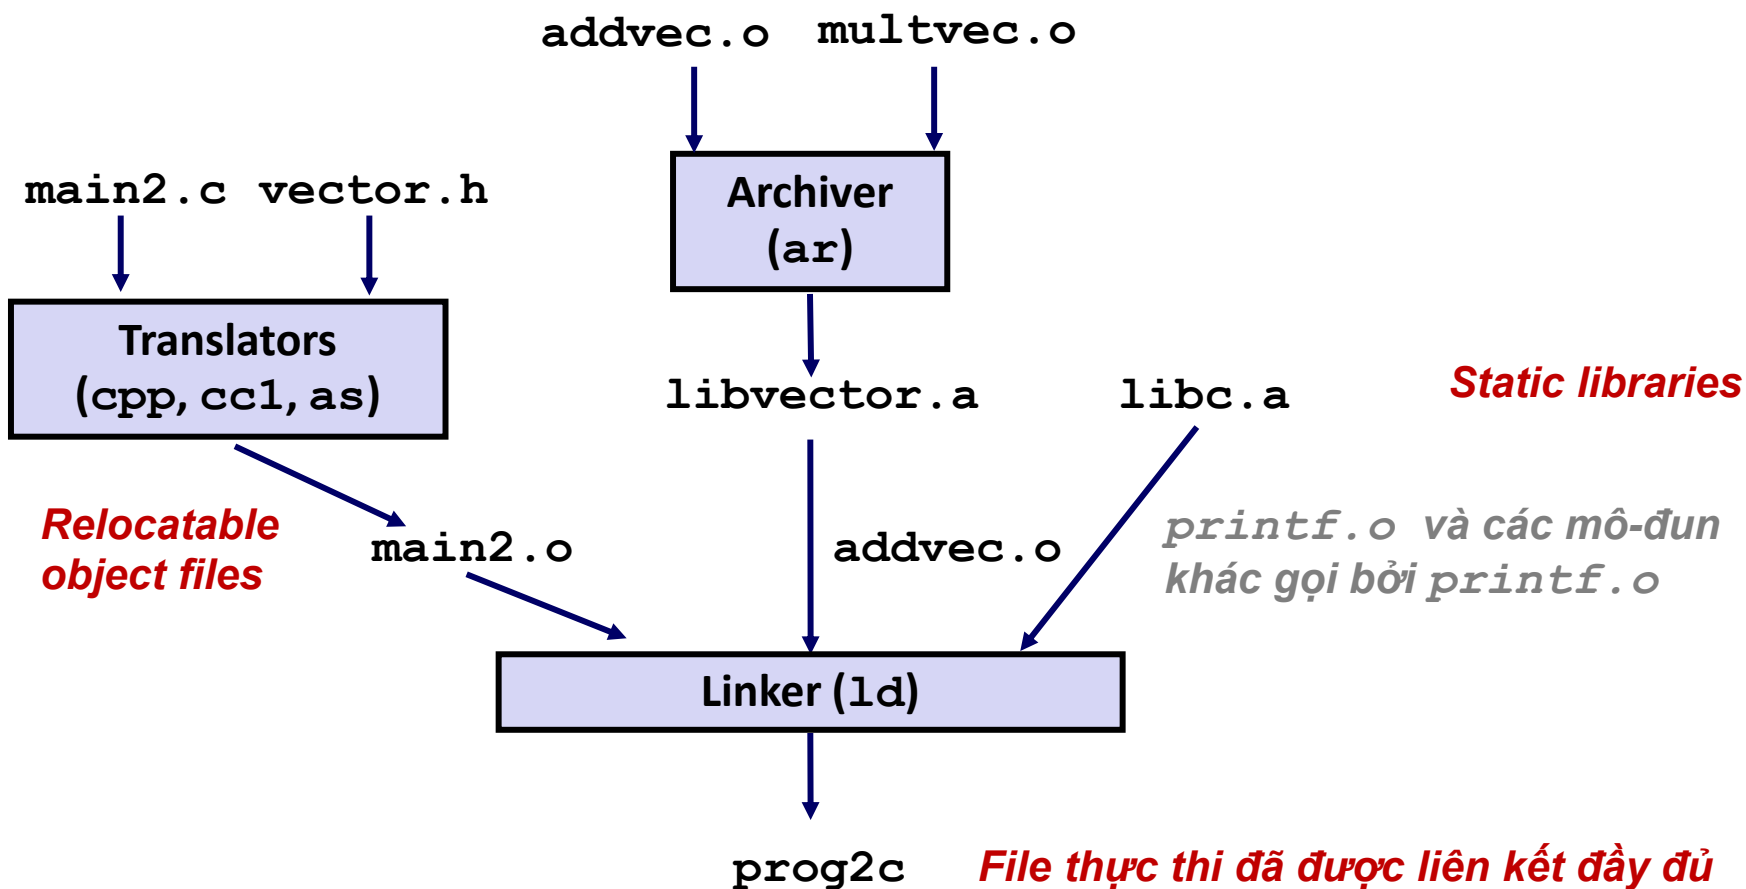 addvec.o multvec.o
main2.c vector.h
Archiver
(ar)
Translators
(cpp, cc1, as)
libvector.a
libc.a
Static libraries
Relocatable
object files
main2.o
addvec.o
printf.o và các mô-đun
khác gọi bởi printf.o
Linker (ld)
prog2c
File thực thi đã được liên kết đầy đủ